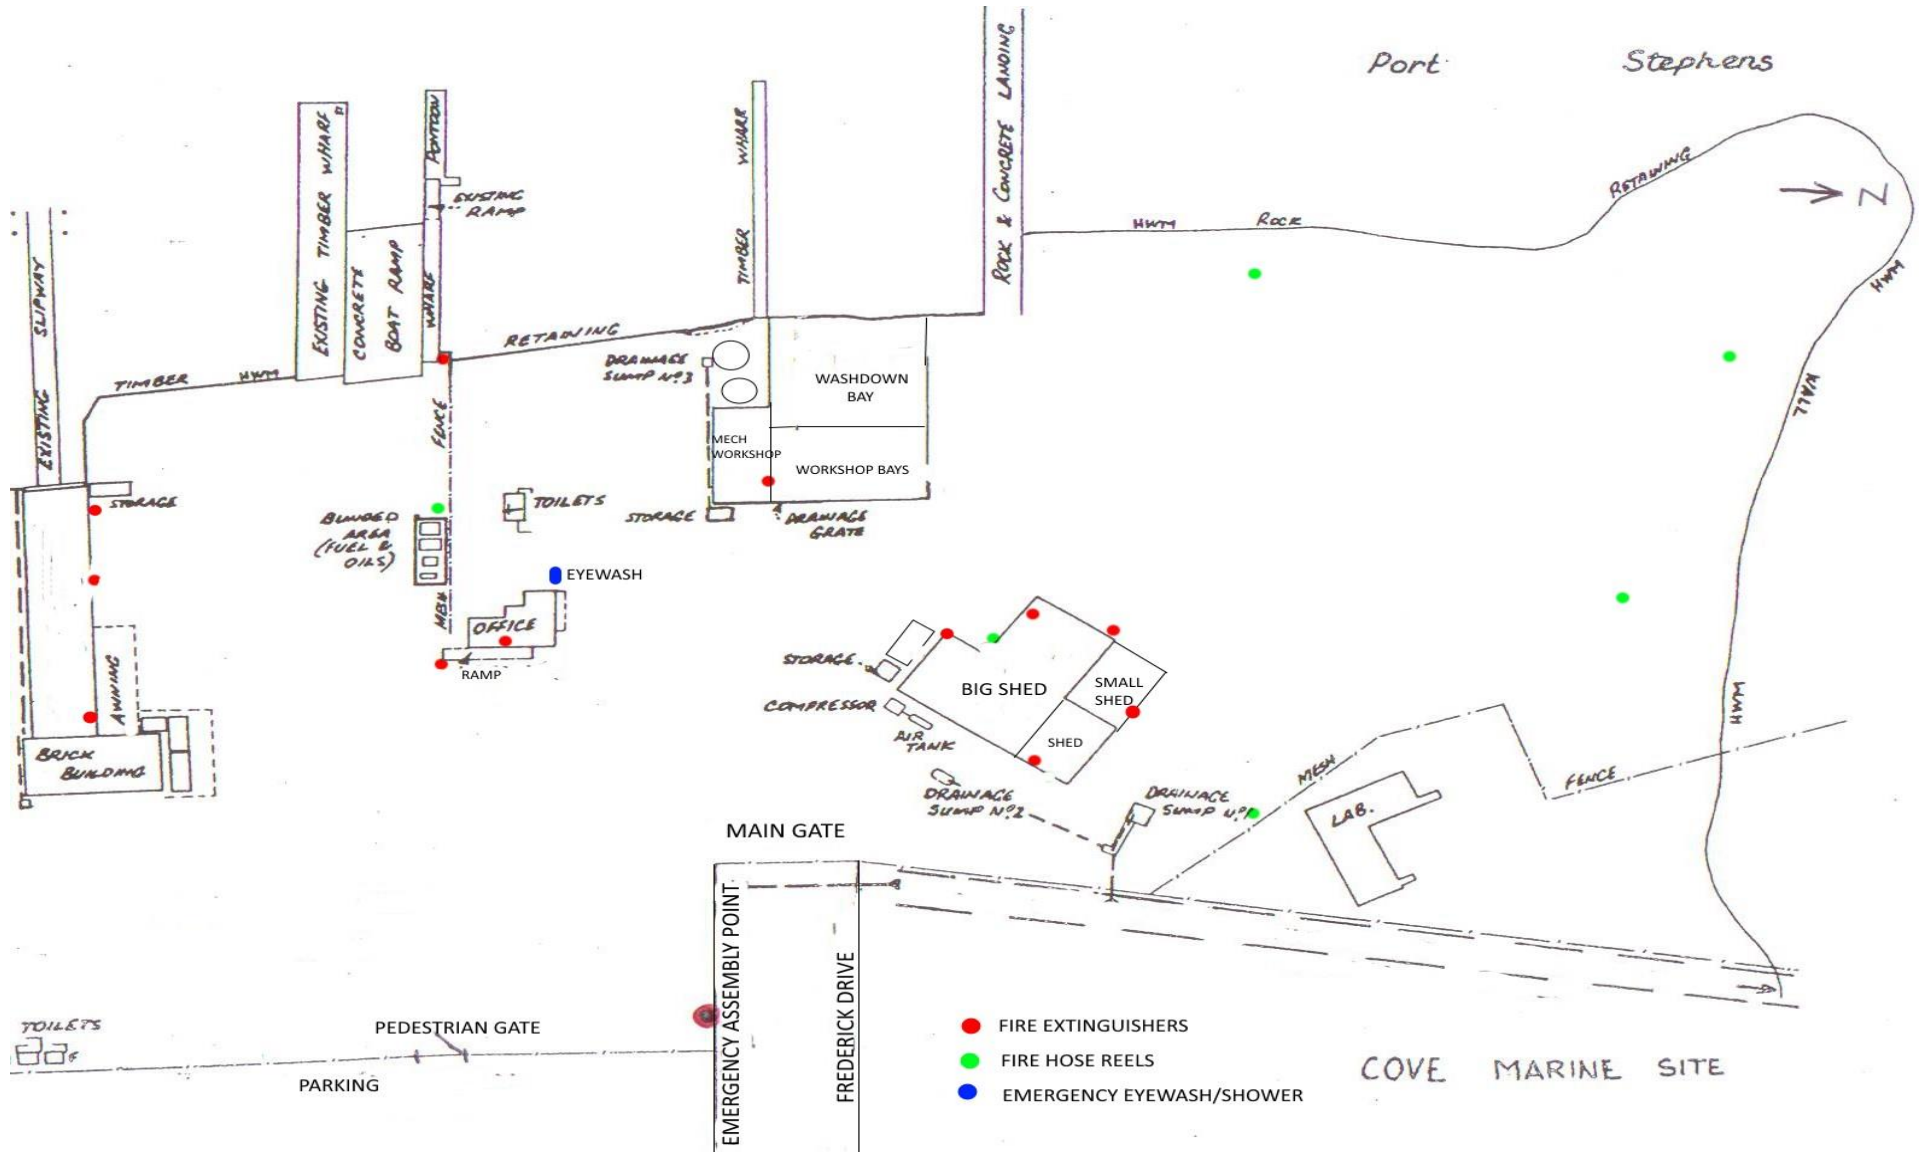 Port Stephens
N
ROCK & CONCRETE LANDING
PONTOON
EXISTING
RAMP
WHARF
TIMBER WHARF
EXISTING TIMBER WHARF
CONCRETE
BOAT RAMP
EXISTING SLIPWAY
HWM
ROCK
RETAINING
HWM
WALL
HWM
TIMBER
HWM
RETAINING
DRAINAGE
SUMP Nº3
WASHDOWN
BAY
MECH
WORKSHOP
WORKSHOP BAYS
STORAGE
DRAINAGE
GRATE
FENCE
STORAGE
BUNDED
AREA
(FUEL &
OILS)
TOILETS
EYEWASH
OFFICE
RAMP
AWNING
BRICK
BUILDING
STORAGE
COMPRESSOR
AIR
TANK
BIG SHED
SMALL
SHED
SHED
DRAINAGE
SUMP Nº2
DRAINAGE
SUMP Nº1
MESH
FENCE
LAB.
MAIN GATE
EMERGENCY ASSEMBLY POINT
FREDERICK DRIVE
TOILETS
PEDESTRIAN GATE
PARKING
FIRE EXTINGUISHERS
FIRE HOSE REELS
EMERGENCY EYEWASH/SHOWER
COVE MARINE SITE